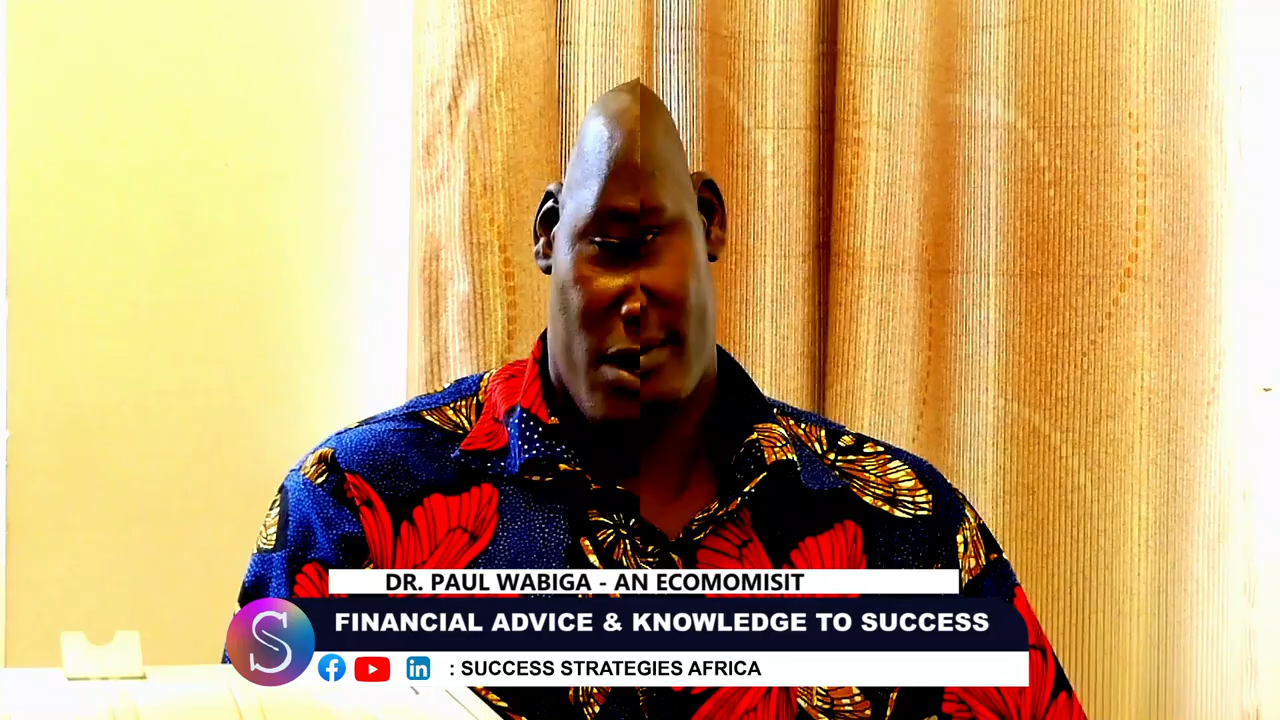 DR. PAUL WABIGA - AN ECOMOMISIT
FINANCIAL ADVICE & KNOWLEDGE TO SUCCESS
S
: SUCCESS STRATEGIES AFRICA